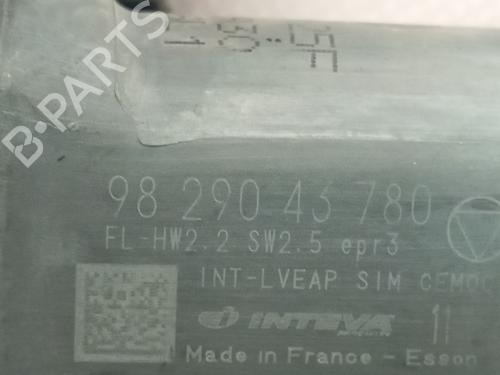 98 290 43 780
FL-HW2.2 SW2.5 epr3
INT-LVEAP SIM CEMOC
INTEVA
11
Made in France - Esson
B-PARTS